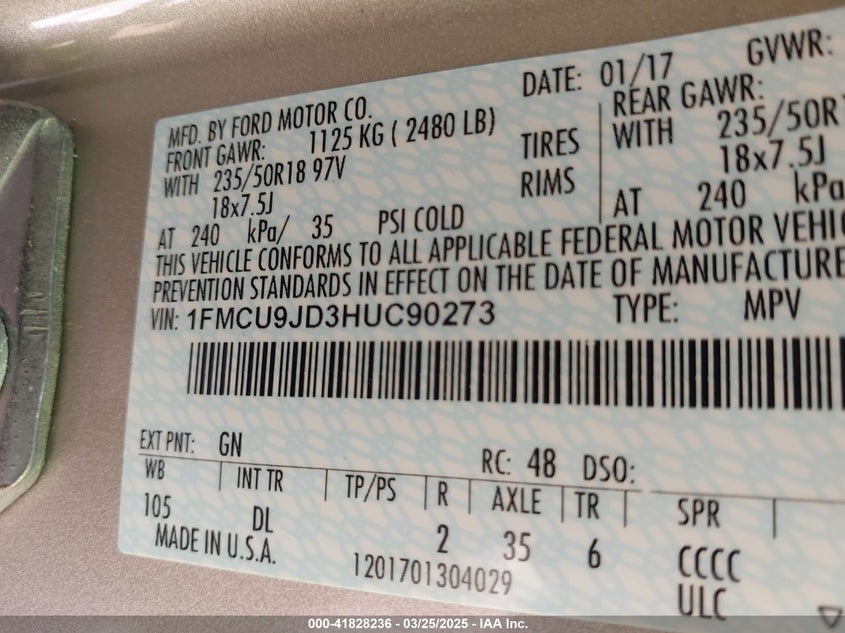 DATE: 01/17 GVWR:
MFD. BY FORD MOTOR CO.
FRONT GAWR: 1125 KG ( 2480 LB) REAR GAWR:
WITH 235/50R18 97V TIRES WITH 235/50R
18x7.5J RIMS 18x7.5J
AT 240 kPa/ 35 PSI COLD AT 240 kPa
THIS VEHICLE CONFORMS TO ALL APPLICABLE FEDERAL MOTOR VEHIC
PREVENTION STANDARDS IN EFFECT ON THE DATE OF MANUFACTURE
VIN: 1FMCU9JD3HUC90273 TYPE: MPV
EXT PNT: GN RC: 48 DSO:
WB INT TR TP/PS R AXLE TR SPR
105 DL 2 35 6 CCCC
MADE IN U.S.A. 1201701304029 ULC
000-41828236 - 03/25/2025 - IAA Inc.